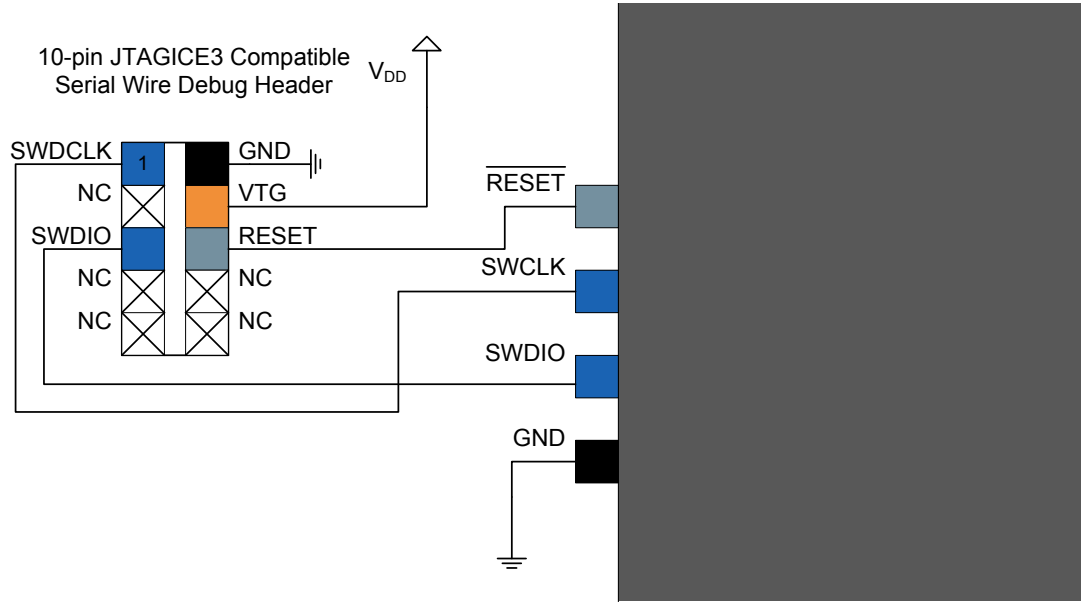 10-pin JTAGICE3 Compatible
Serial Wire Debug Header
VDD
SWDCLK
1
GND
NC
VTG
SWDIO
RESET
NC
NC
NC
NC
RESET
SWCLK
SWDIO
GND